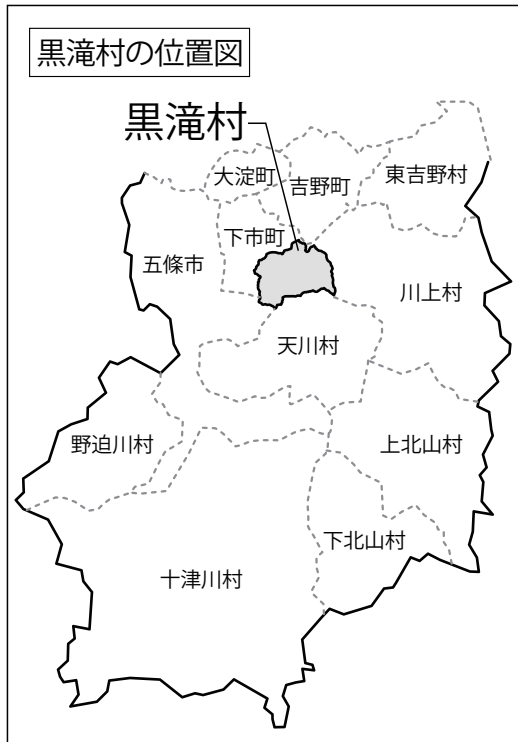 黒滝村の位置図
黒滝村
大淀町
吉野町
東吉野村
下市町
五條市
川上村
天川村
野迫川村
上北山村
下北山村
十津川村